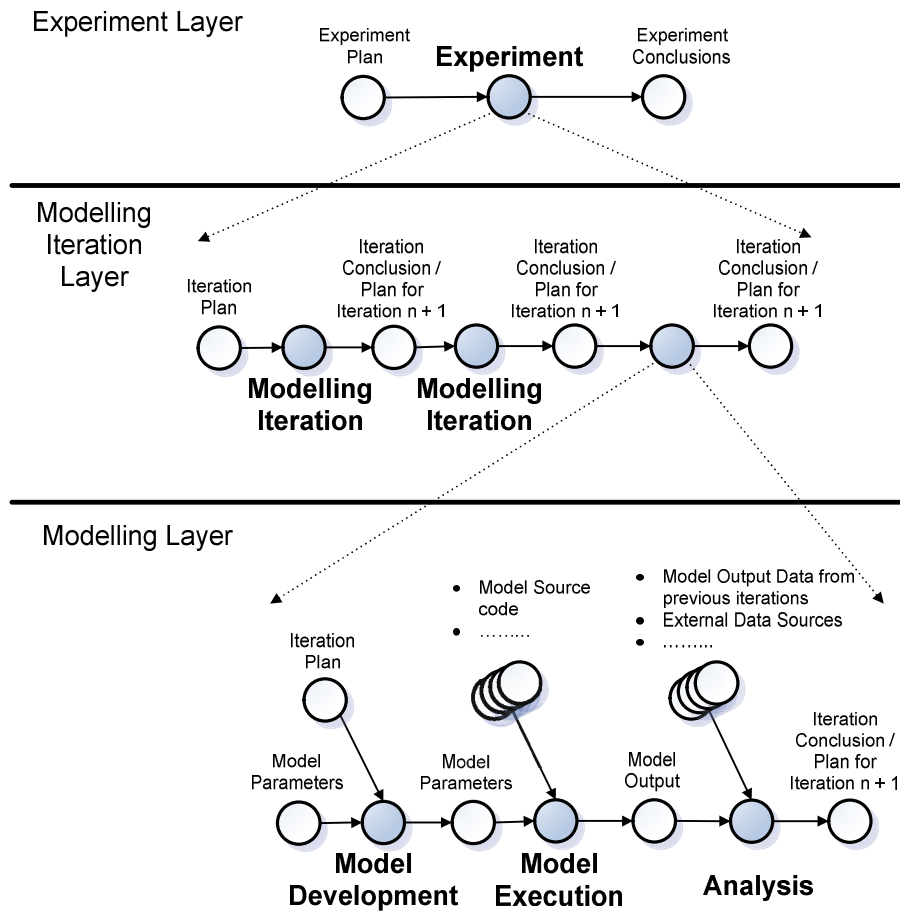 Experiment Layer
Experiment
Plan
Experiment
Experiment
Conclusions
Modelling
Iteration
Layer
Iteration
Plan
Iteration
Conclusion /
Plan for
Iteration n + 1
Iteration
Conclusion /
Plan for
Iteration n + 1
Iteration
Conclusion /
Plan for
Iteration n + 1
Modelling
Iteration
Modelling
Iteration
Modelling Layer
• Model Source
code
• ………
• Model Output Data from
previous iterations
• External Data Sources
• ………
Iteration
Plan
Model
Parameters
Model
Parameters
Model
Output
Iteration
Conclusion /
Plan for
Iteration n + 1
Model
Development
Model
Execution
Analysis